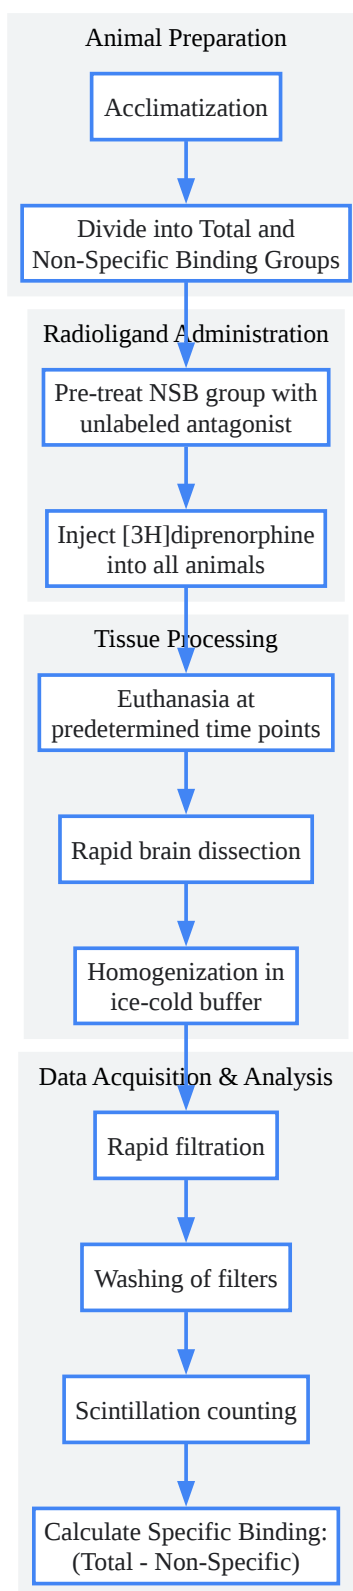 Animal Preparation
Acclimatization
Divide into Total and
Non-Specific Binding Groups
Radioligand Administration
Pre-treat NSB group with
unlabeled antagonist
Inject [3H]diprenorphine
into all animals
Tissue Processing
Euthanasia at
predetermined time points
Rapid brain dissection
Homogenization in
ice-cold buffer
Data Acquisition & Analysis
Rapid filtration
Washing of filters
Scintillation counting
Calculate Specific Binding:
(Total - Non-Specific)